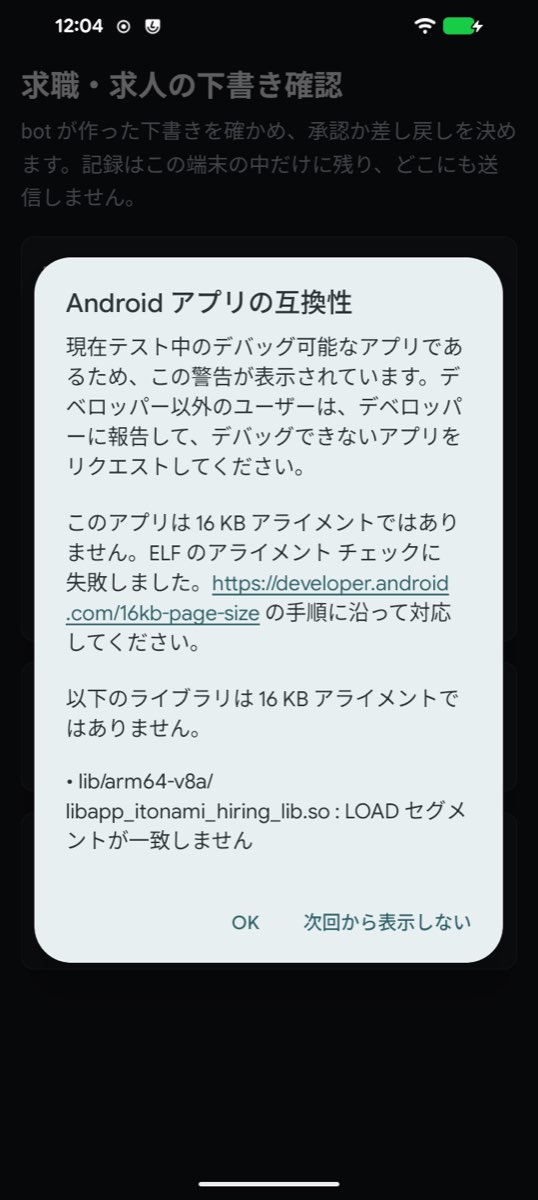 12:04
求職・求人の下書き確認
bot が作った下書きを確かめ、承認か差し戻しを決め
ます。記録はこの端末の中だけに残り、どこにも送
信しません。
Android アプリの互換性
現在テスト中のデバッグ可能なアプリであ
るため、この警告が表示されています。デ
ベロッパー以外のユーザーは、デベロッパ
ーに報告して、デバッグできないアプリを
リクエストしてください。
このアプリは 16 KB アライメントではあり
ません。ELF のアライメント チェックに
失敗しました。https://developer.android
.com/16kb-page-size の手順に沿って対応
してください。
以下のライブラリは 16 KB アライメントで
はありません。
• lib/arm64-v8a/
libapp_itonami_hiring_lib.so : LOAD セグメ
ントが一致しません
OK 次回から表示しない